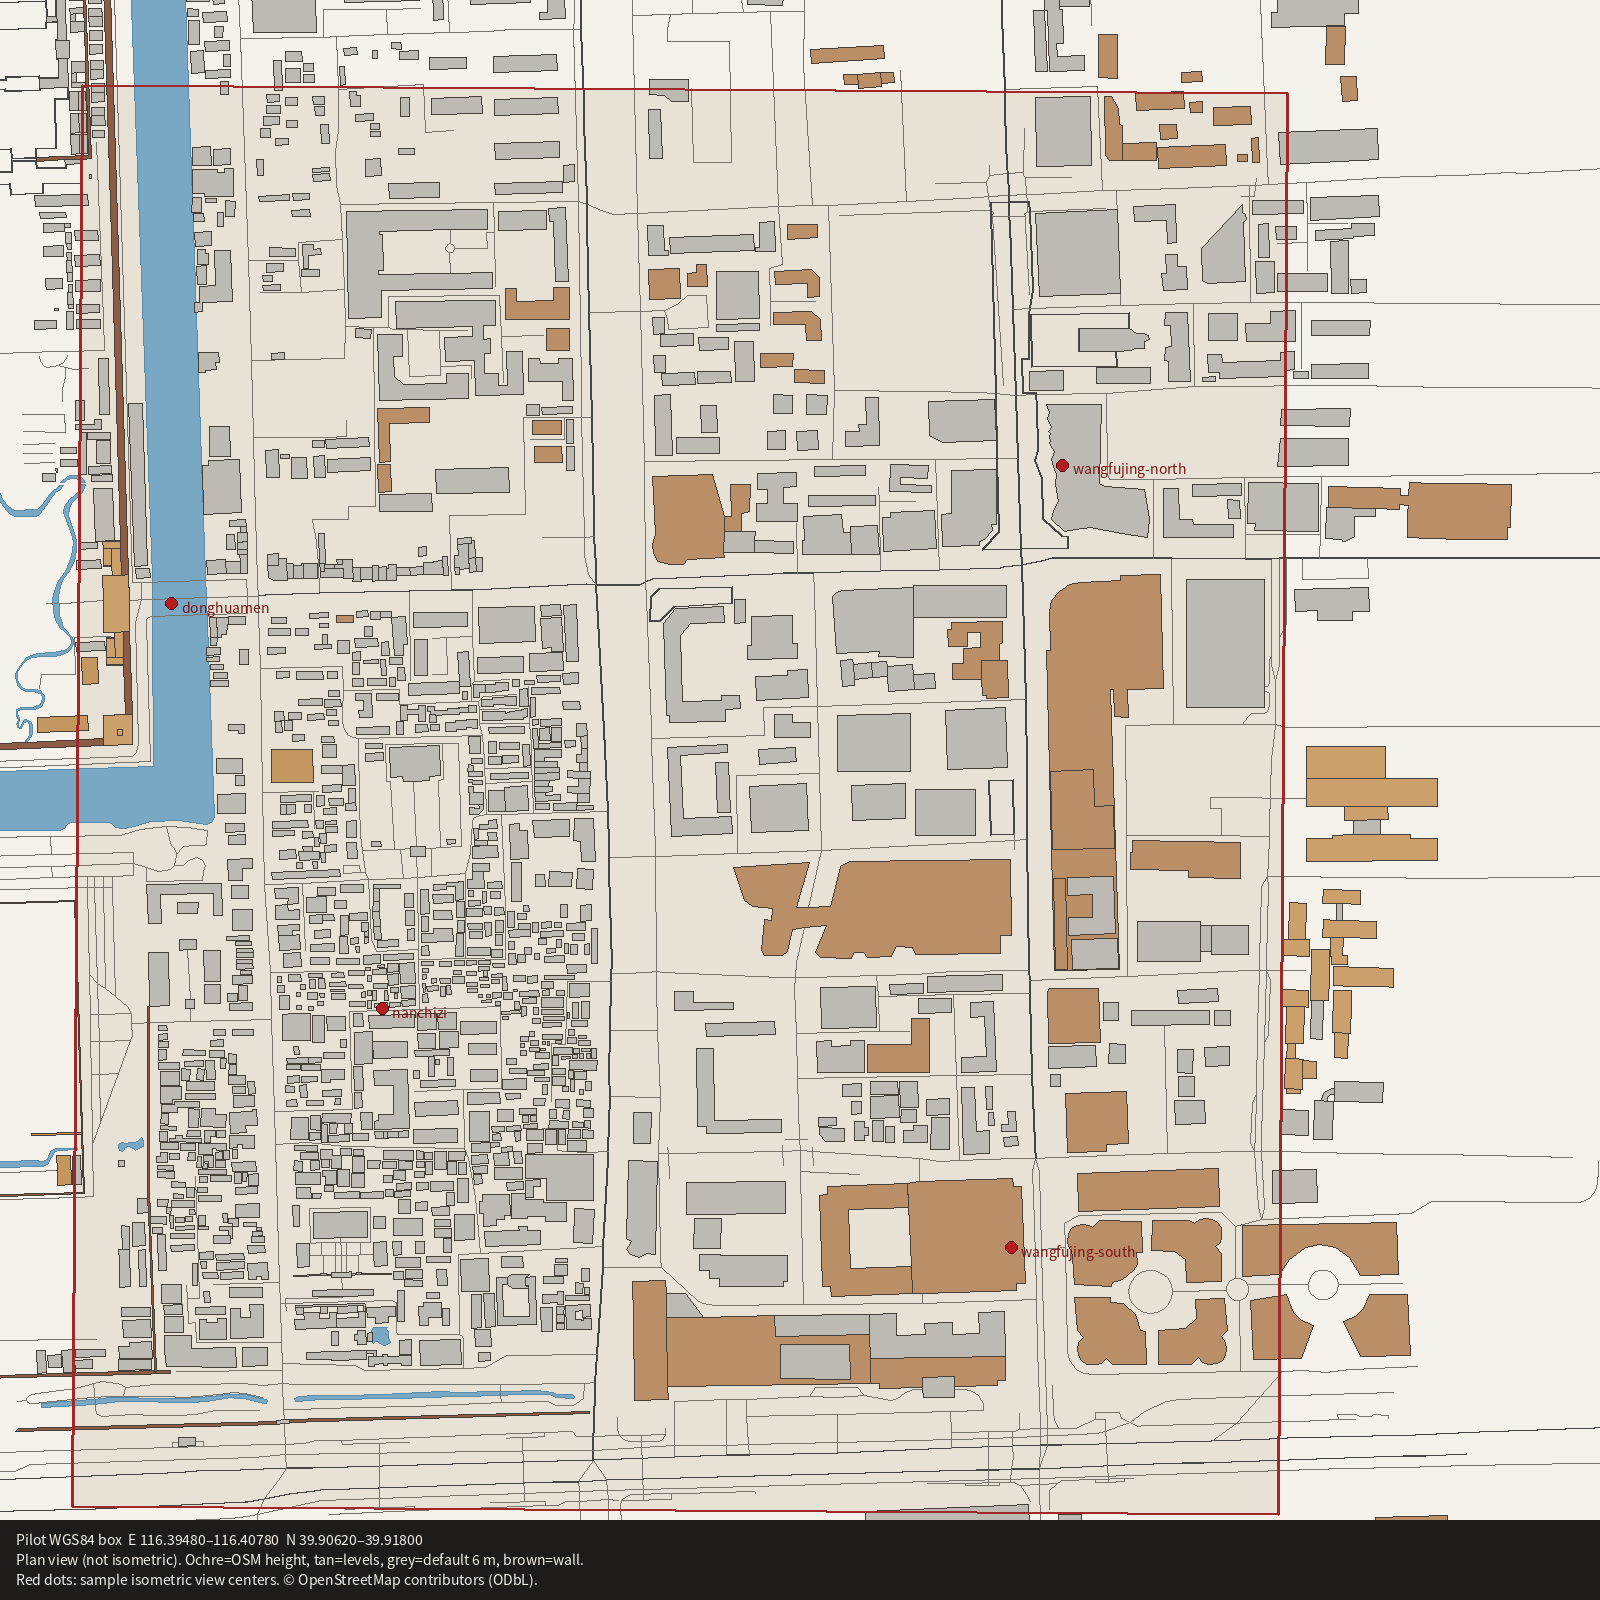 wangfujing-north
donghuamen
nanchizi
wangfujing-south
Pilot WGS84 box  E 116.39480–116.40780  N 39.90620–39.91800
Plan view (not isometric). Ochre=OSM height, tan=levels, grey=default 6 m, brown=wall.
Red dots: sample isometric view centers. © OpenStreetMap contributors (ODbL).